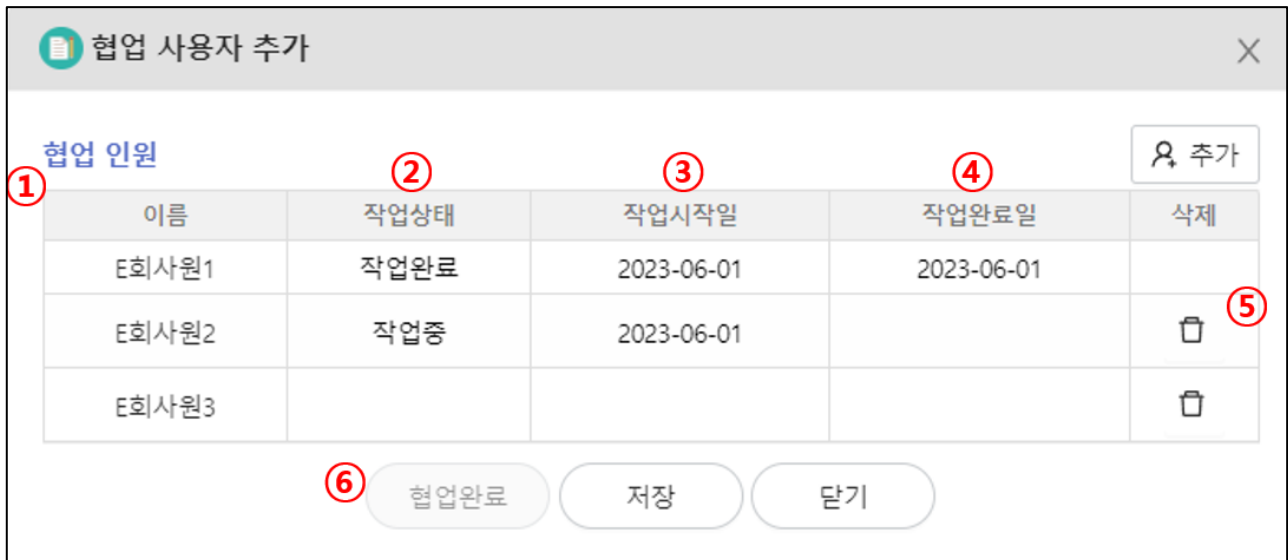 협업 사용자 추가
협업 인원
추가
① ② ③ ④
이름 작업상태 작업시작일 작업완료일 삭제
E회사원1 작업완료 2023-06-01 2023-06-01
E회사원2 작업중 2023-06-01 ⑤
E회사원3
⑥ 협업완료 저장 닫기